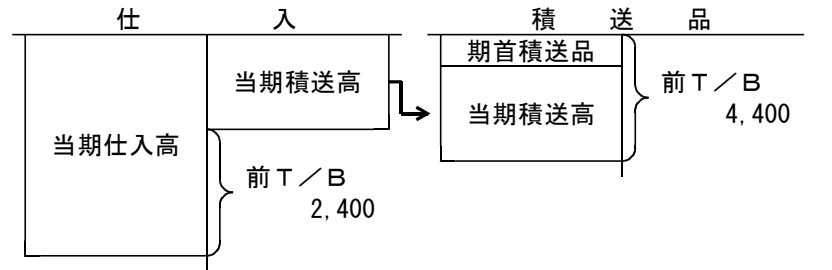 仕 入
当期仕入高
当期積送高
前Ｔ／Ｂ
2,400
積 送 品
期首積送品
当期積送高
前Ｔ／Ｂ
4,400